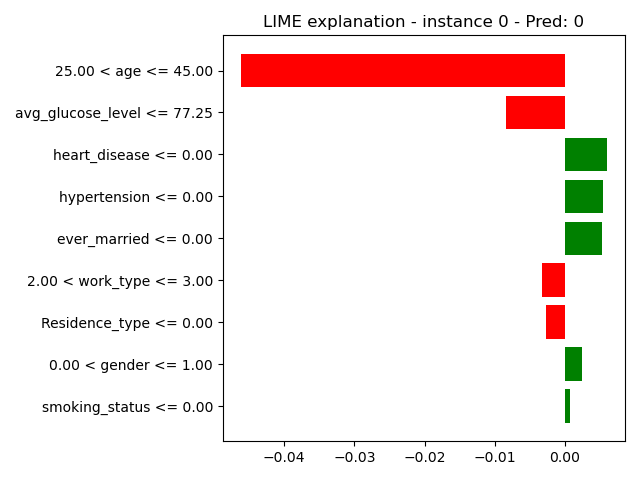 LIME explanation - instance 0 - Pred: 0
25.00 < age <= 45.00
avg_glucose_level <= 77.25
heart_disease <= 0.00
hypertension <= 0.00
ever_married <= 0.00
2.00 < work_type <= 3.00
Residence_type <= 0.00
0.00 < gender <= 1.00
smoking_status <= 0.00
−0.04 −0.03 −0.02 −0.01 0.00